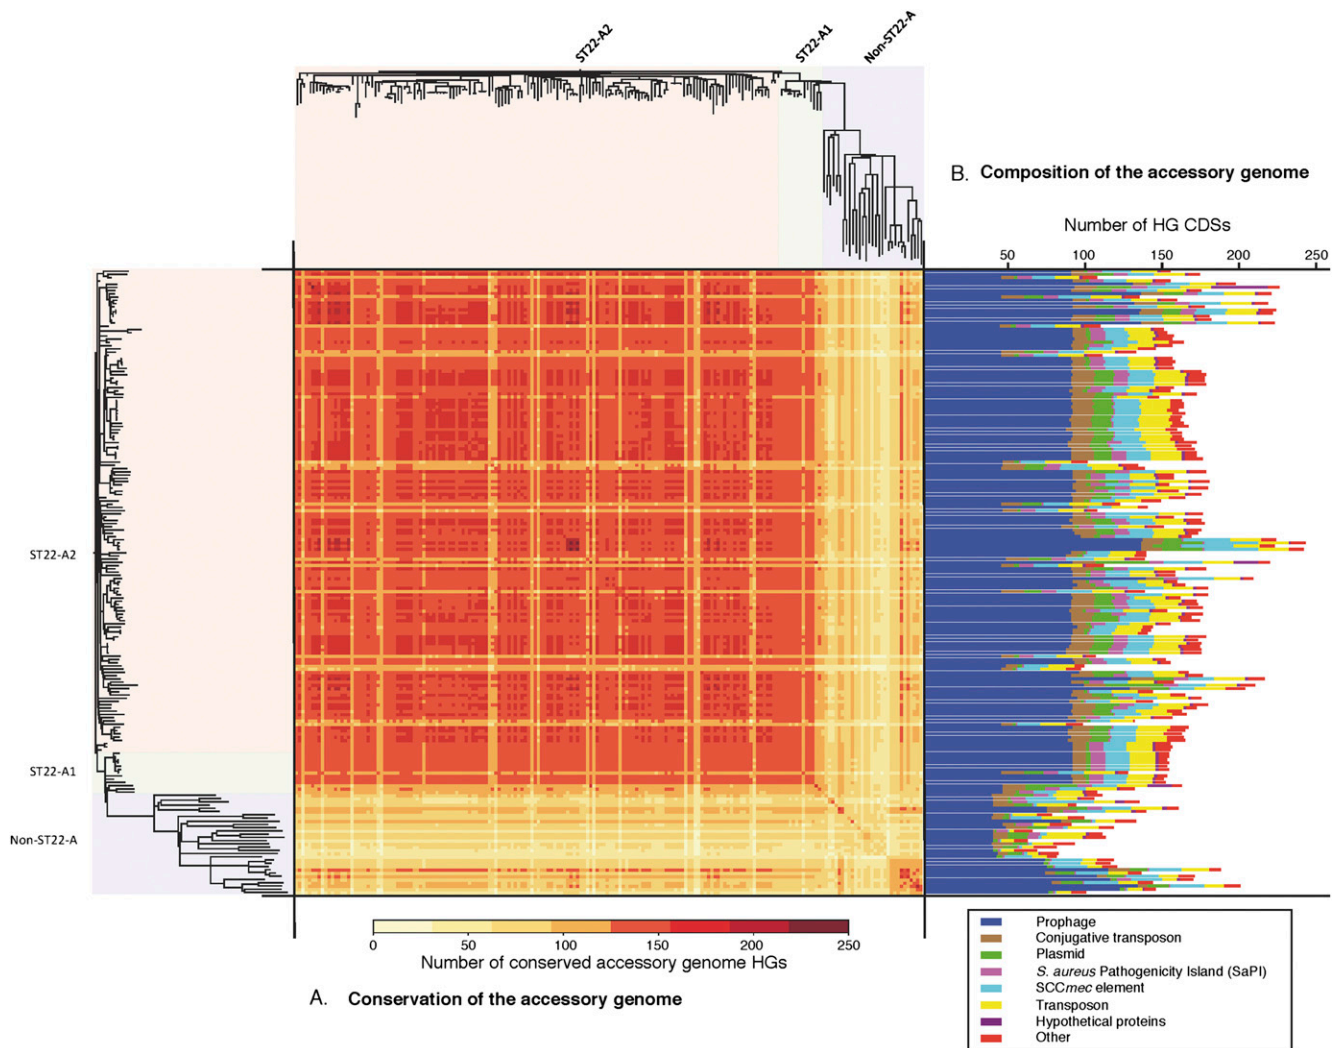 ST22-A2
ST22-A1
Non-ST22-A
B. Composition of the accessory genome
Number of HG CDSs
50 100 150 200 250
ST22-A2
ST22-A1
Non-ST22-A
0 50 100 150 200 250
Number of conserved accessory genome HGs
A. Conservation of the accessory genome
Prophage
Conjugative transposon
Plasmid
S. aureus Pathogenicity Island (SaPI)
SCCmec element
Transposon
Hypothetical proteins
Other